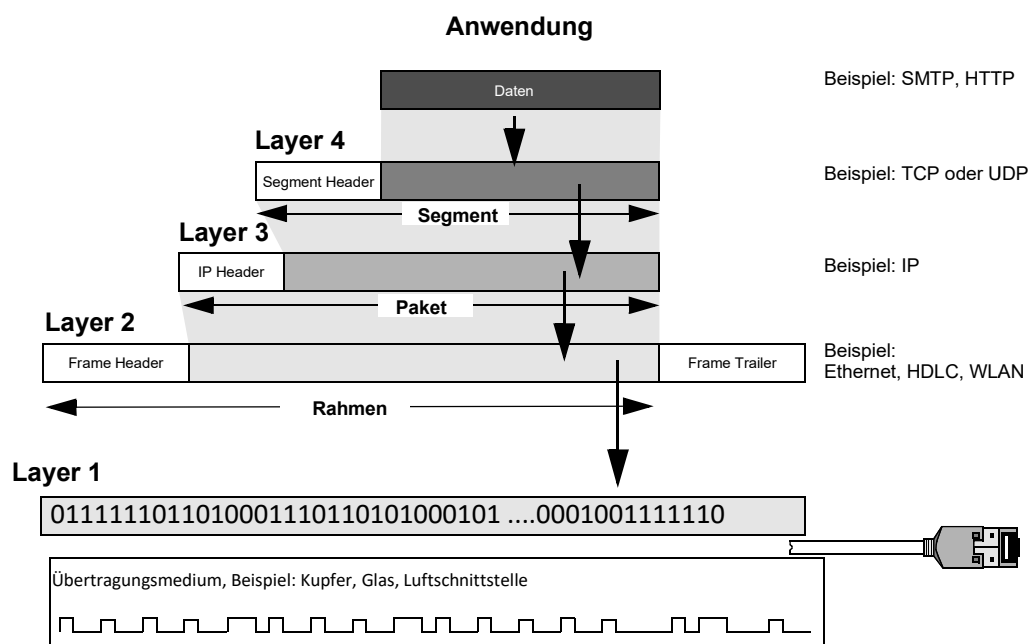 Anwendung
Daten
Beispiel: SMTP, HTTP
Layer 4
Segment Header
Beispiel: TCP oder UDP
Segment
Layer 3
IP Header
Beispiel: IP
Paket
Layer 2
Frame Header
Frame Trailer
Beispiel:
Ethernet, HDLC, WLAN
Rahmen
Layer 1
01111110110100011101101010000101 ....0001001111110
Übertragungsmedium, Beispiel: Kupfer, Glas, Luftschnittstelle